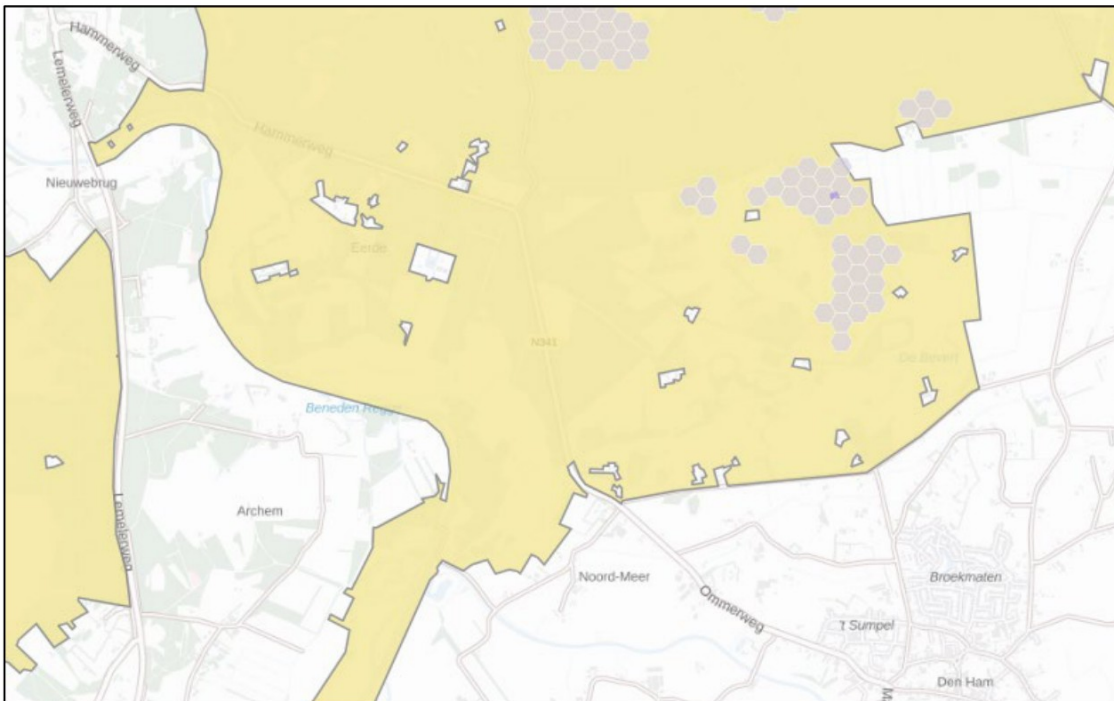 Hammerweg
Lemelerweg
Hammerweg
Nieuwebrug
Eerde
N341
De Bevert
Beneden Regge
Lemelerweg
Archem
Noord-Meer
Ommerweg
Broekmaten
't Sumpel
Den Ham